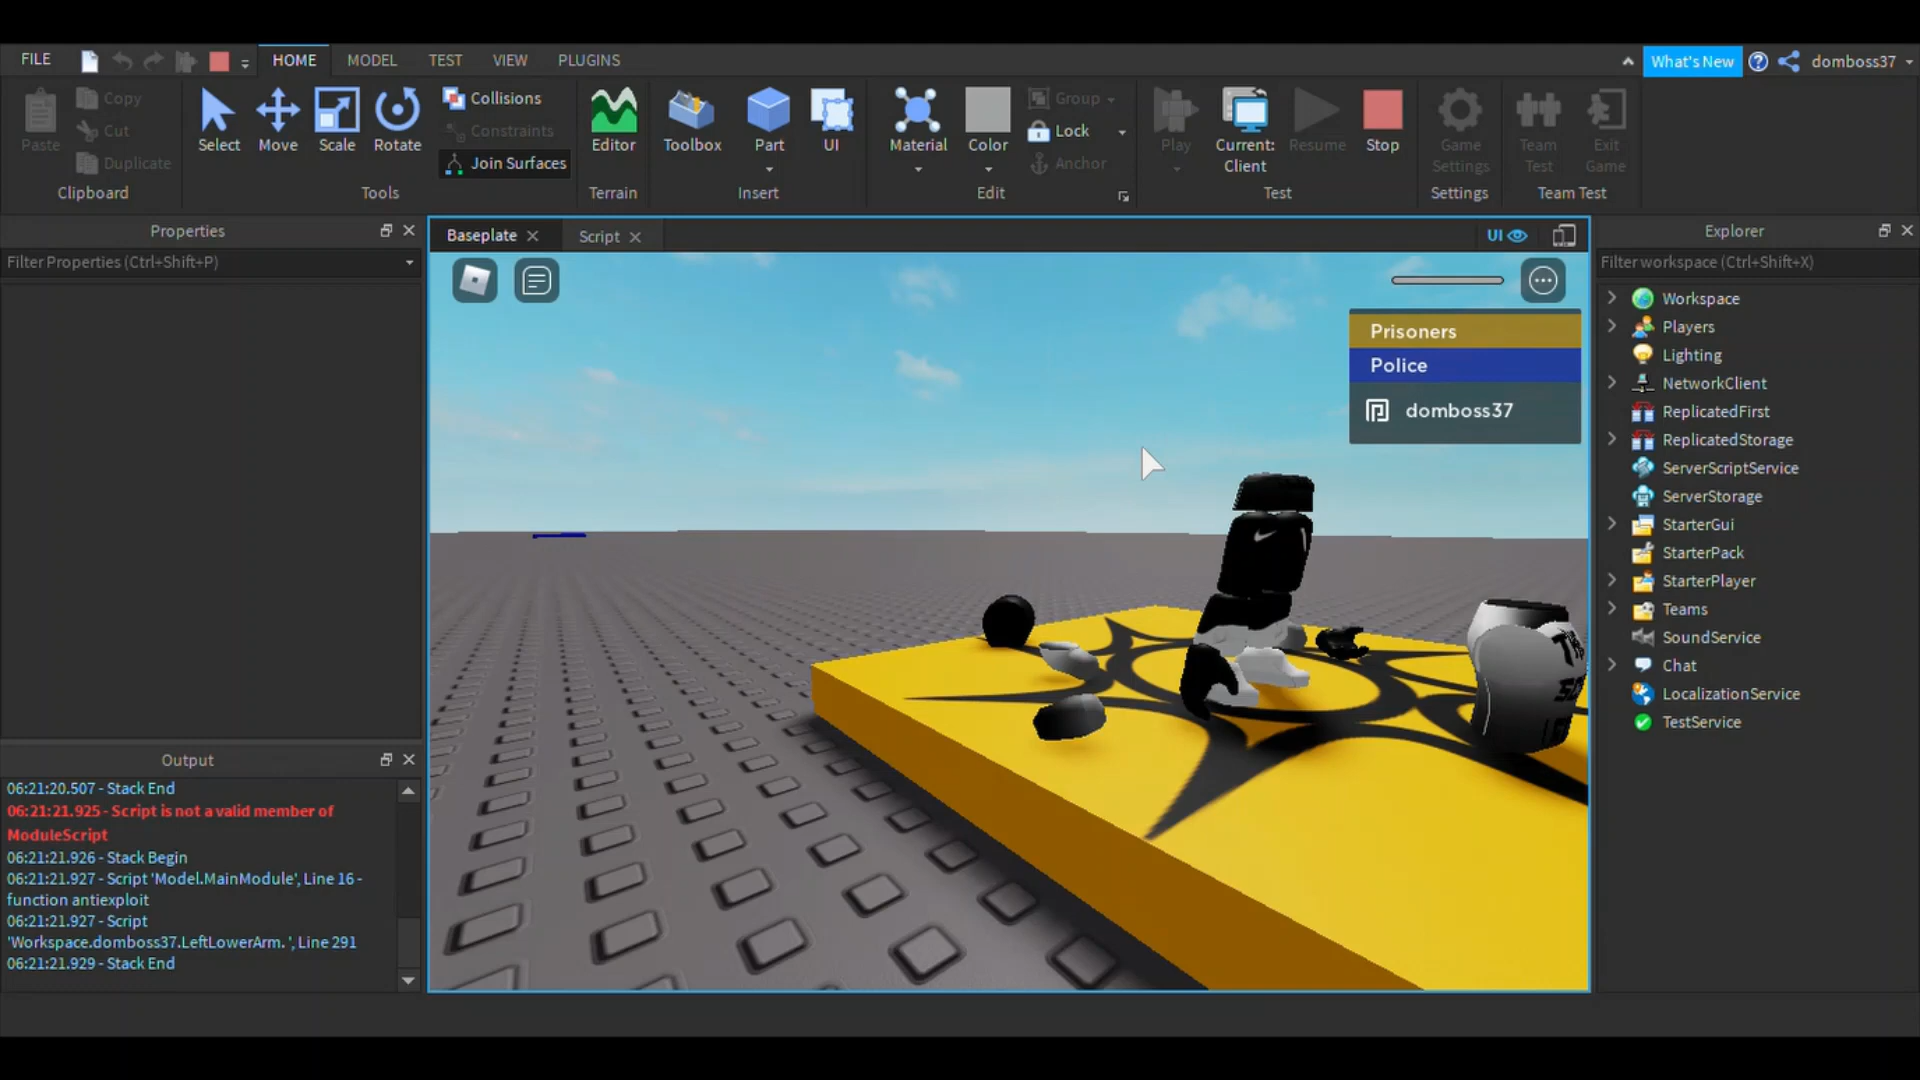 FILE
HOME
MODEL
TEST
VIEW
PLUGINS
What's New
domboss37
Paste
Copy
Cut
Duplicate
Clipboard
Select
Move
Scale
Rotate
Collisions
Constraints
Join Surfaces
Tools
Editor
Terrain
Toolbox
Part
UI
Insert
Material
Color
Group
Lock
Anchor
Edit
Play
Current:
Client
Resume
Stop
Test
Game
Settings
Settings
Team
Test
Exit
Game
Team Test
Properties
Filter Properties (Ctrl+Shift+P)
Output
06:21:20.507 - Stack End
06:21:21.925 - Script is not a valid member of
ModuleScript
06:21:21.926 - Stack Begin
06:21:21.927 - Script 'Model.MainModule', Line 16 -
function antiexploit
06:21:21.927 - Script
'Workspace.domboss37.LeftLowerArm. ', Line 291
06:21:21.929 - Stack End
Baseplate
Script
UI
Prisoners
Police
domboss37
Explorer
Filter workspace (Ctrl+Shift+X)
Workspace
Players
Lighting
NetworkClient
ReplicatedFirst
ReplicatedStorage
ServerScriptService
ServerStorage
StarterGui
StarterPack
StarterPlayer
Teams
SoundService
Chat
LocalizationService
TestService